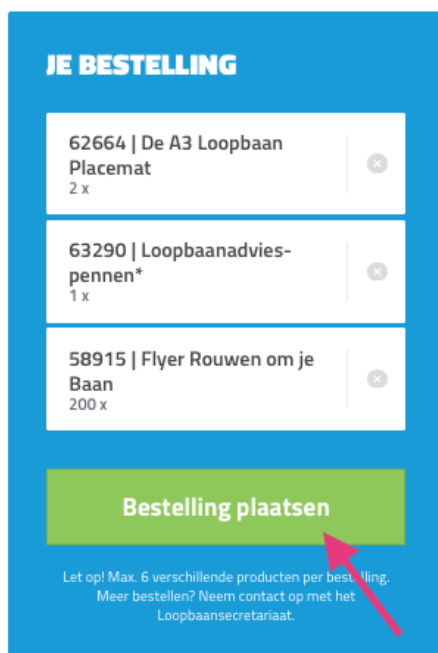 JE BESTELLING
62664 | De A3 Loopbaan
Placemat
2 x
63290 | Loopbaanadvies-
pennen*
1 x
58915 | Flyer Rouwen om je
Baan
200 x
Bestelling plaatsen
Let op! Max. 6 verschillende producten per bestelling.
Meer bestellen? Neem contact op met het
Loopbaansecretariaat.